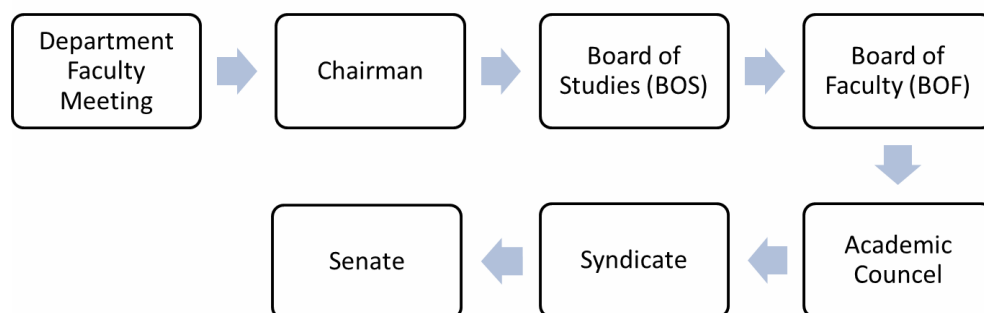 Department
Faculty
Meeting
Chairman
Board of
Studies (BOS)
Board of
Faculty (BOF)
Academic
Councel
Syndicate
Senate